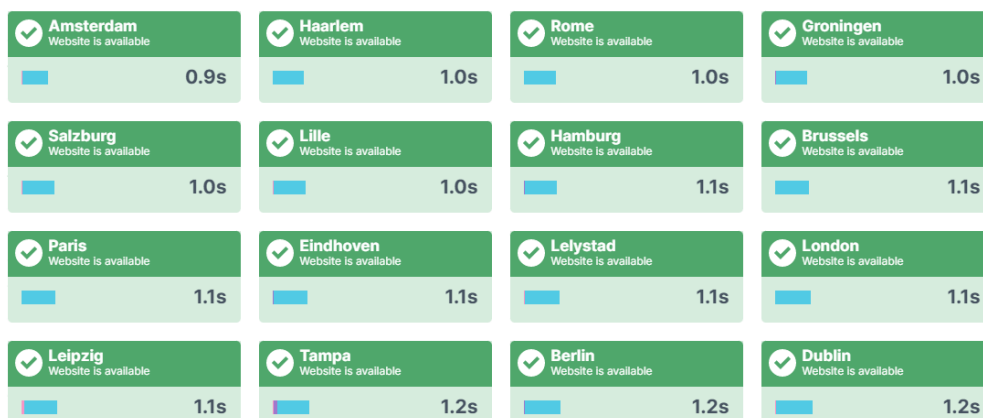 Amsterdam
Website is available
0.9s
Haarlem
Website is available
1.0s
Rome
Website is available
1.0s
Groningen
Website is available
1.0s
Salzburg
Website is available
1.0s
Lille
Website is available
1.0s
Hamburg
Website is available
1.1s
Brussels
Website is available
1.1s
Paris
Website is available
1.1s
Eindhoven
Website is available
1.1s
Lelystad
Website is available
1.1s
London
Website is available
1.1s
Leipzig
Website is available
1.1s
Tampa
Website is available
1.2s
Berlin
Website is available
1.2s
Dublin
Website is available
1.2s